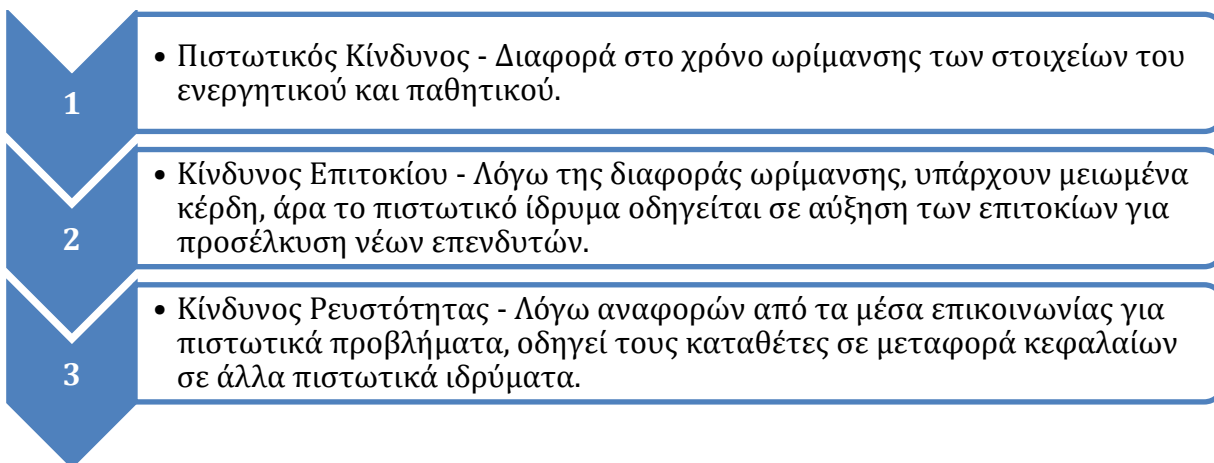 1
• Πιστωτικός Κίνδυνος - Διαφορά στο χρόνο ωρίμανσης των στοιχείων του
ενεργητικού και παθητικού.
2
• Κίνδυνος Επιτοκίου - Λόγω της διαφοράς ωρίμανσης, υπάρχουν μειωμένα
κέρδη, άρα το πιστωτικό ίδρυμα οδηγείται σε αύξηση των επιτοκίων για
προσέλκυση νέων επενδυτών.
3
• Κίνδυνος Ρευστότητας - Λόγω αναφορών από τα μέσα επικοινωνίας για
πιστωτικά προβλήματα, οδηγεί τους καταθέτες σε μεταφορά κεφαλαίων
σε άλλα πιστωτικά ιδρύματα.